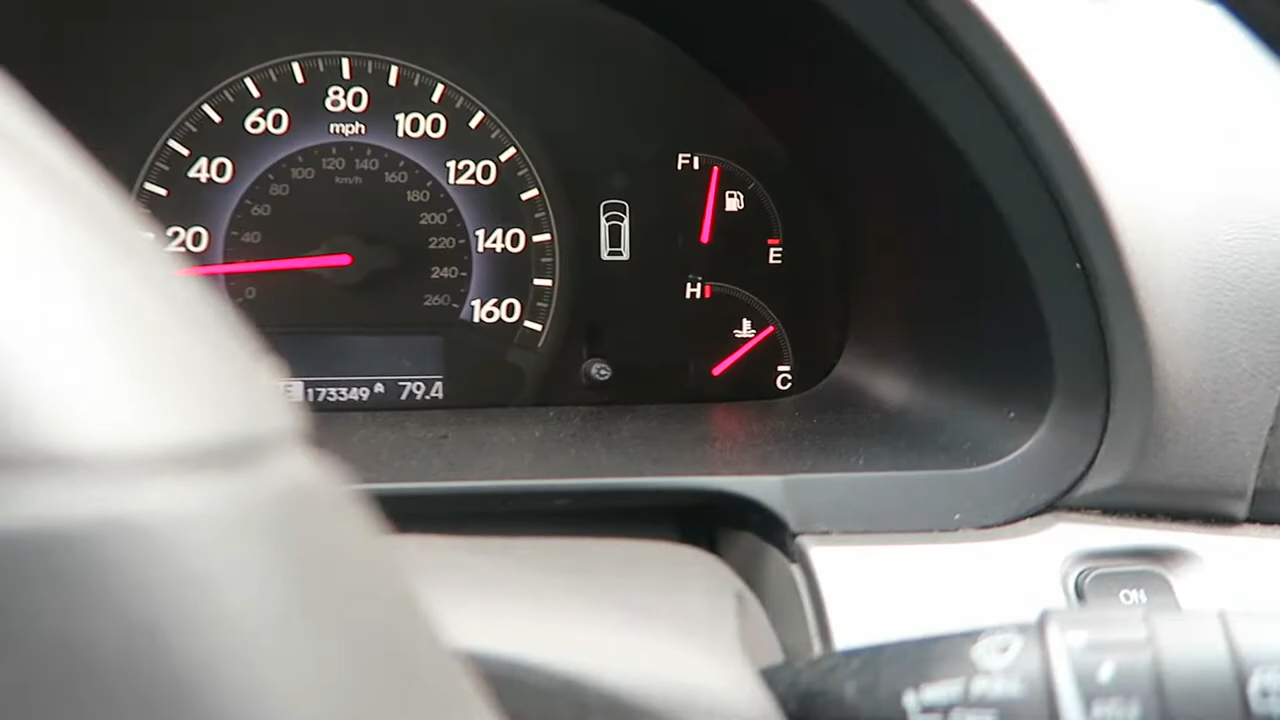 80
60 mph 100
40 120
20 140
160
120 140
100 km/h 160
80 180
60 200
40 220
240
0 260
F
E
H
C
173349 A 79.4
ON